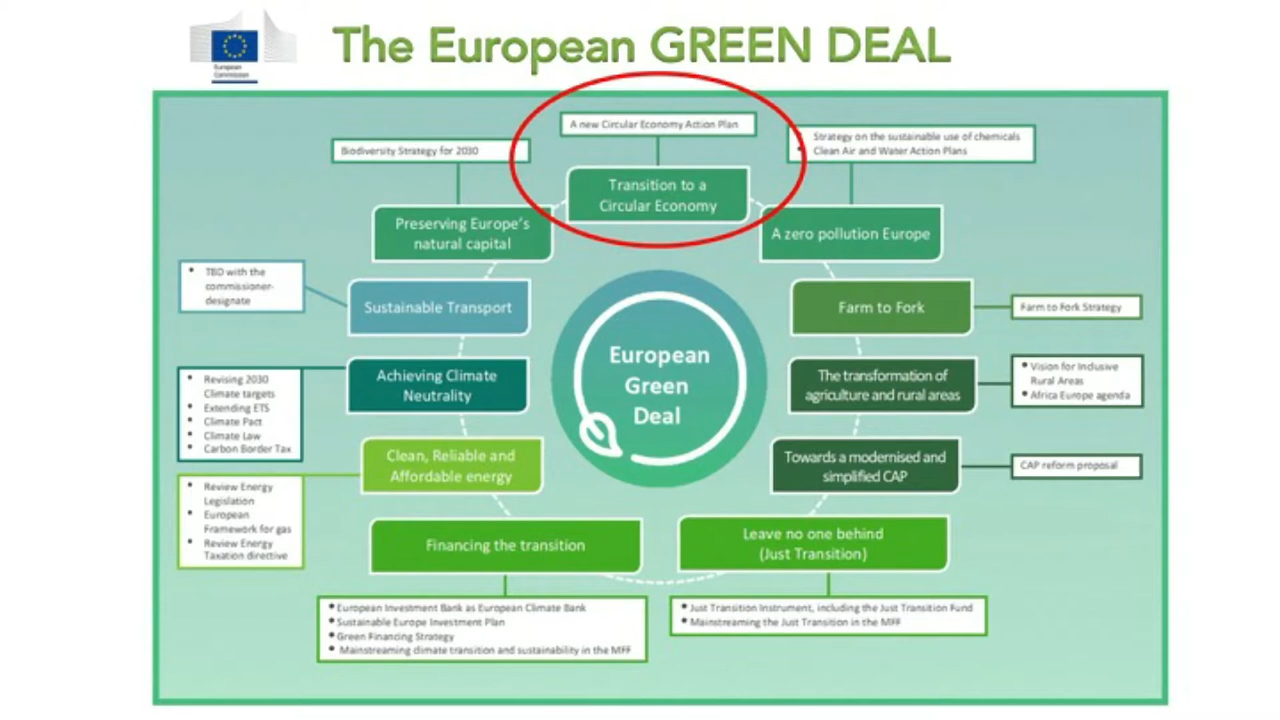 European
Commission
The European GREEN DEAL
A new Circular Economy Action Plan
Biodiversity Strategy for 2030
• Strategy on the sustainable use of chemicals
• Clean Air and Water Action Plans
Transition to a
Circular Economy
Preserving Europe's
natural capital
A zero pollution Europe
• TBD with the
commissioner-
designate
Sustainable Transport
Farm to Fork
Farm to Fork Strategy
European
Green
Deal
• Revising 2030
Climate targets
• Extending ETS
• Climate Pact
• Climate Law
• Carbon Border Tax
Achieving Climate
Neutrality
The transformation of
agriculture and rural areas
• Vision for Inclusive
Rural Areas
• Africa Europe agenda
Clean, Reliable and
Affordable energy
Towards a modernised and
simplified CAP
CAP reform proposal
• Review Energy
Legislation
• European
Framework for gas
• Review Energy
Taxation directive
Financing the transition
Leave no one behind
(Just Transition)
• European Investment Bank as European Climate Bank
• Sustainable Europe Investment Plan
• Green Financing Strategy
• Mainstreaming climate transition and sustainability in the MFF
• Just Transition Instrument, including the Just Transition Fund
• Mainstreaming the Just Transition in the MFF